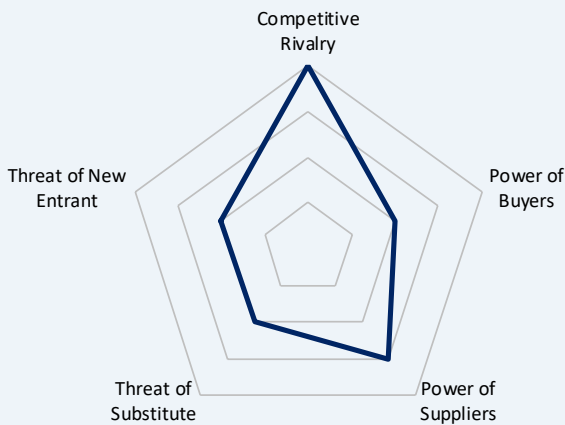 Competitive
Rivalry
Power of
Buyers
Power of
Suppliers
Threat of
Substitute
Threat of New
Entrant